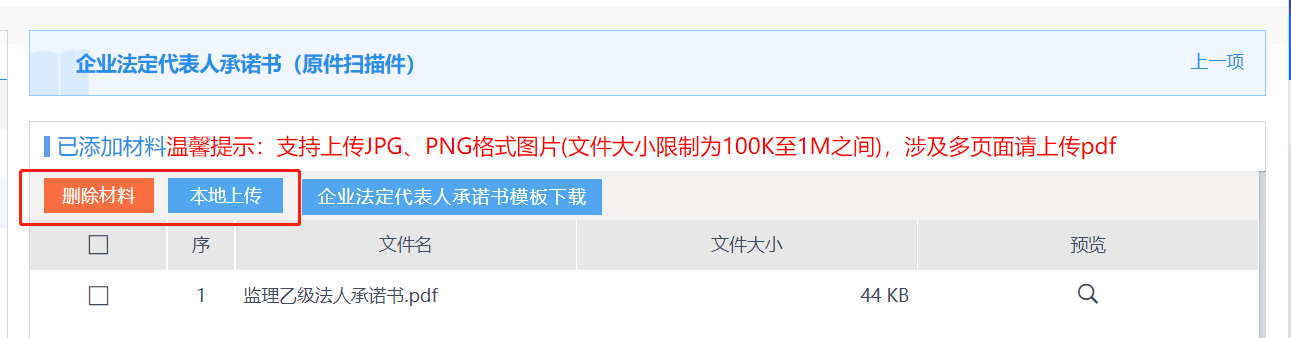 企业法定代表人承诺书（原件扫描件）
上一项
已添加材料温馨提示：支持上传JPG、PNG格式图片(文件大小限制为100K至1M之间)，涉及多页面请上传pdf
删除材料 本地上传 企业法定代表人承诺书模板下载
序 文件名 文件大小 预览
1 监理乙级法人承诺书.pdf 44 KB